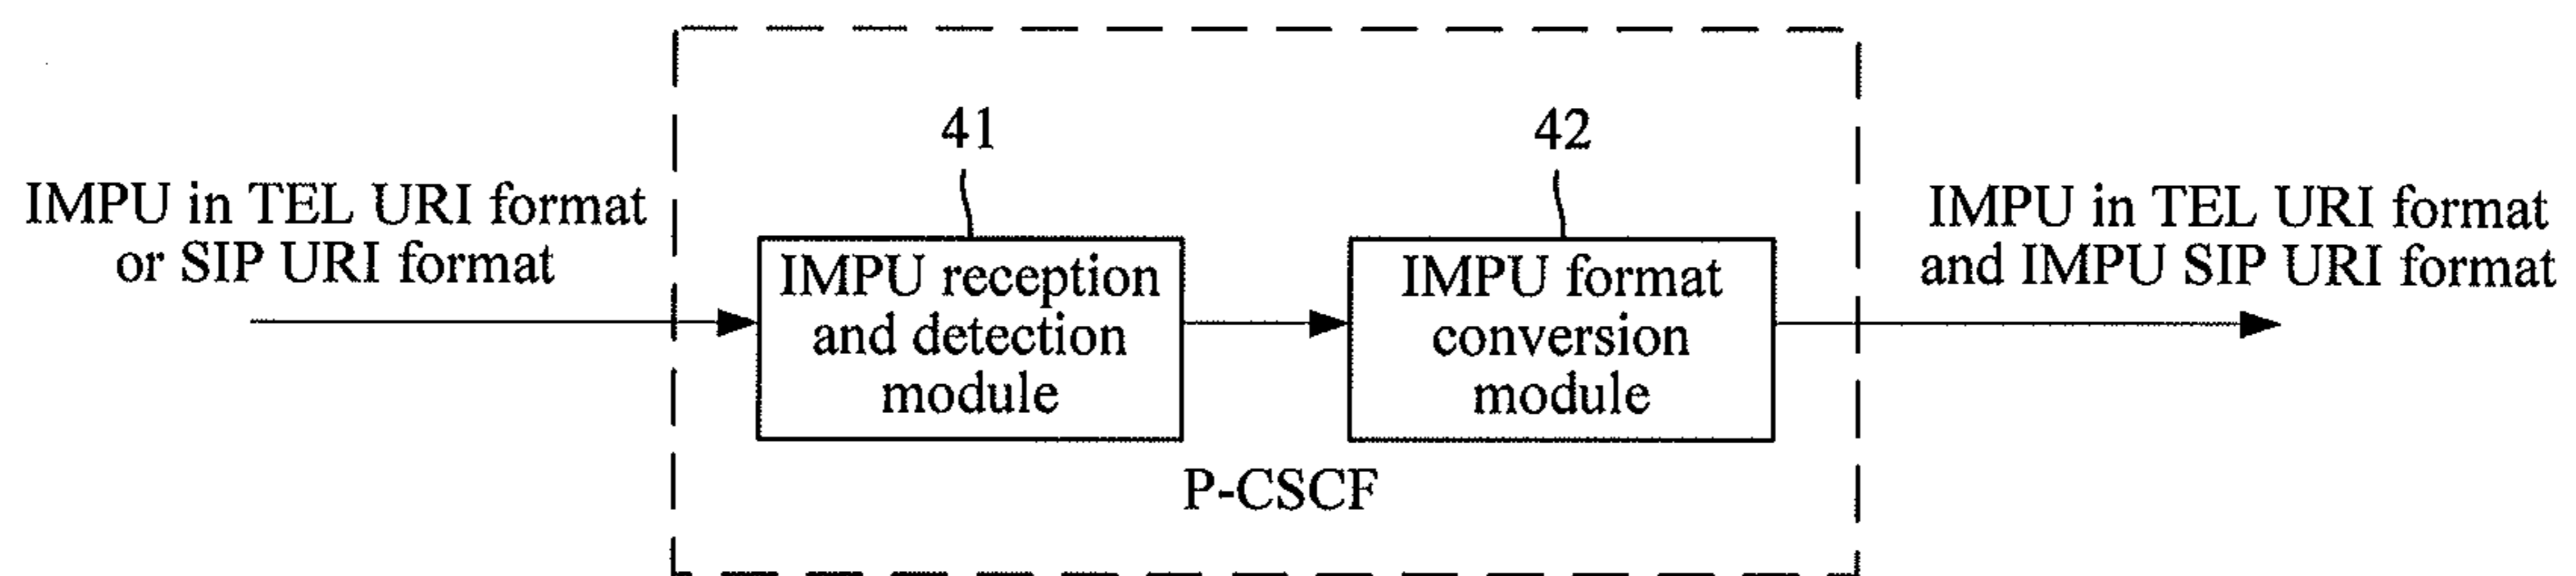 41
42
IMPU in TEL URI format
or SIP URI format
IMPU reception
and detection
module
IMPU format
conversion
module
IMPU in TEL URI format
and IMPU SIP URI format
P-CSCF